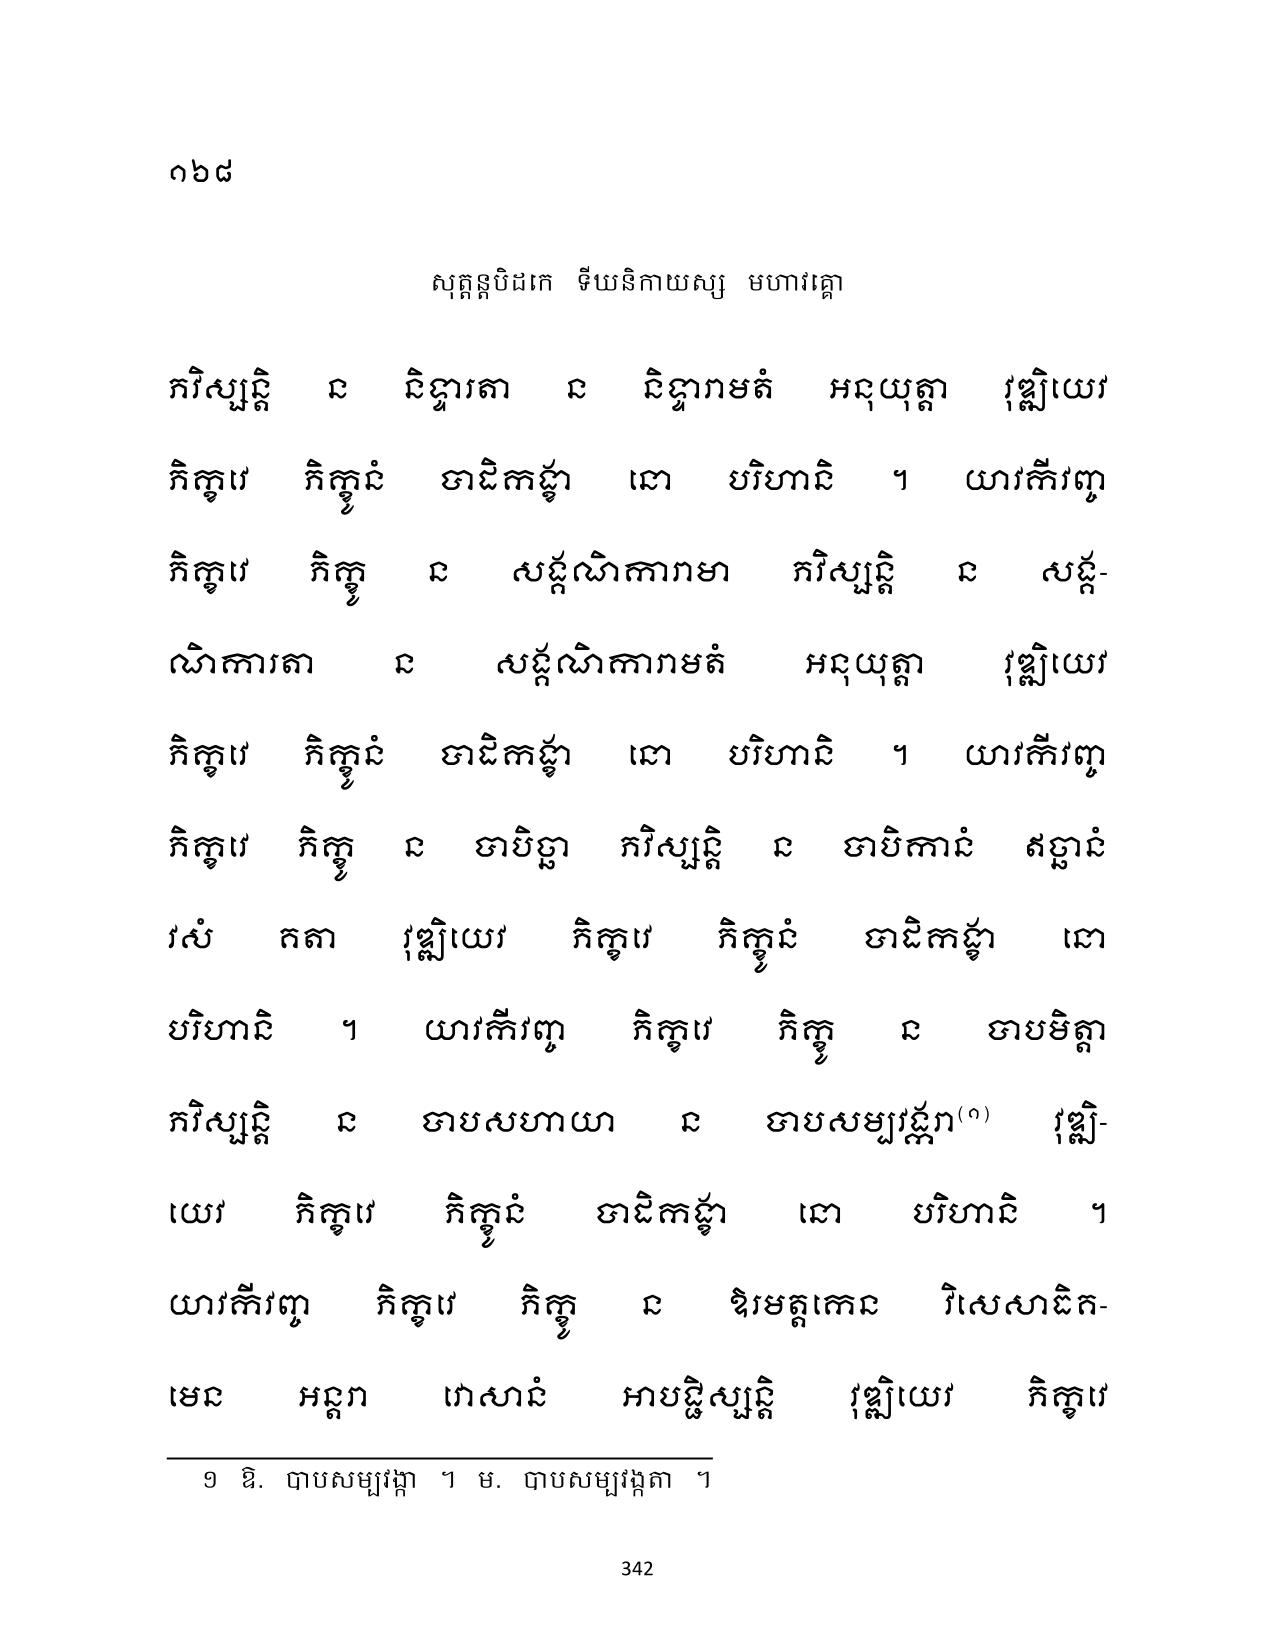 ១៦៨
សុត្តន្តបិដកេ ទីឃនិកាយស្ស មហាវគ្គោ
ភវិស្សន្តិ ន និទ្ទារតា ន និទ្ទារាមតំ អនុយុត្តា វុឌ្ឍិយេវ
ភិក្ខវេ ភិក្ខូនំ បាដិកង្ខា នោ បរិហានិ ។ យាវកីវញ្ច
ភិក្ខវេ ភិក្ខូ ន សង្គណិការាមា ភវិស្សន្តិ ន សង្គ-
ណិការតា ន សង្គណិការាមតំ អនុយុត្តា វុឌ្ឍិយេវ
ភិក្ខវេ ភិក្ខូនំ បាដិកង្ខា នោ បរិហានិ ។ យាវកីវញ្ច
ភិក្ខវេ ភិក្ខូ ន បាបិច្ឆា ភវិស្សន្តិ ន បាបិកានំ ឥច្ឆានំ
វសំ គតា វុឌ្ឍិយេវ ភិក្ខវេ ភិក្ខូនំ បាដិកង្ខា នោ
បរិហានិ ។ យាវកីវញ្ច ភិក្ខវេ ភិក្ខូ ន បាបមិត្តា
ភវិស្សន្តិ ន បាបសហាយា ន បាបសម្បវង្ករា(១) វុឌ្ឍិ-
យេវ ភិក្ខវេ ភិក្ខូនំ បាដិកង្ខា នោ បរិហានិ ។
យាវកីវញ្ច ភិក្ខវេ ភិក្ខូ ន ឱរមត្តកេន វិសេសាធិគ-
មេន អន្តរា វោសានំ អាបជ្ជិស្សន្តិ វុឌ្ឍិយេវ ភិក្ខវេ
១ ឱ. បាបសម្បវង្កា ។ ម. បាបសម្បវង្កតា ។
342